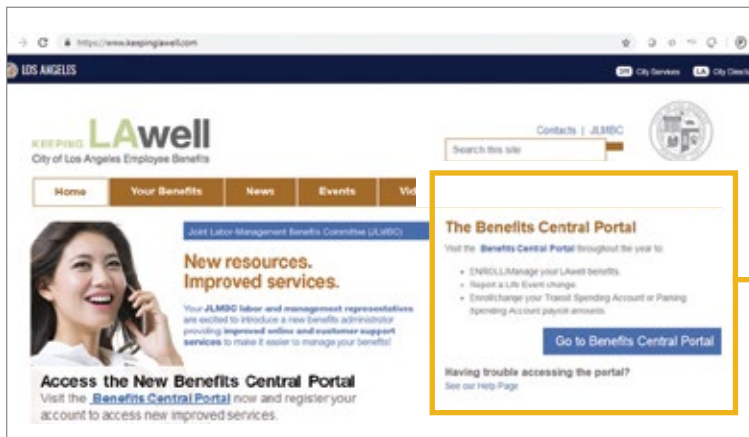 https://www.keepinglawell.com
LOS ANGELES
311 City Services LA City Direct
KEEPING LAwell
City of Los Angeles Employee Benefits
Contacts | JLMBC
Search this site
Home Your Benefits News Events Vid
Joint Labor-Management Benefits Committee (JLMBC)
New resources.
Improved services.
Your JLMBC labor and management representatives
are excited to introduce a new benefits administrator
providing improved online and customer support
services to make it easier to manage your benefits!
Access the New Benefits Central Portal
Visit the Benefits Central Portal now and register your
account to access new improved services.
The Benefits Central Portal
Visit the Benefits Central Portal throughout the year to:
• ENROLL/Manage your LAwell benefits.
• Report a Life Event change.
• Enroll/change your Transit Spending Account or Parking
Spending Account payroll amounts.
Go to Benefits Central Portal
Having trouble accessing the portal?
See our Help Page